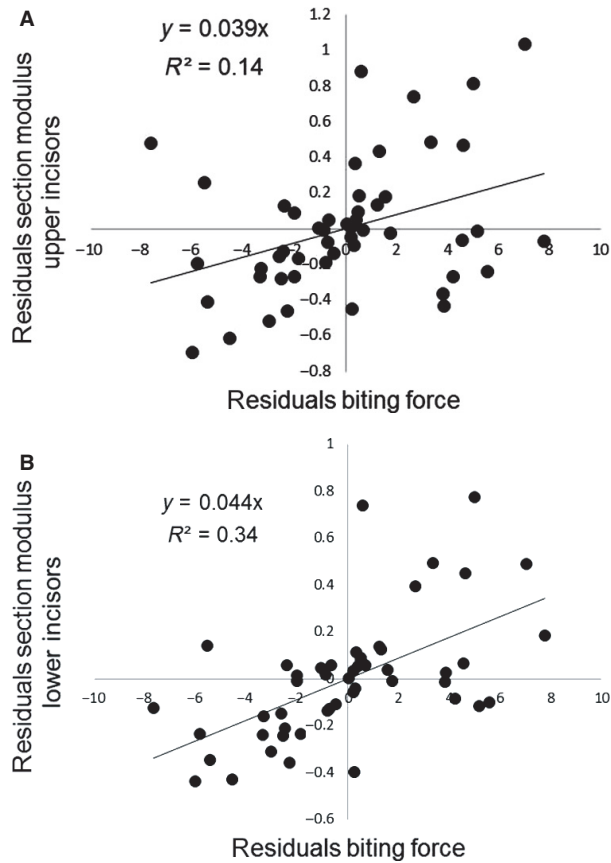 A
y = 0.039x
R² = 0.14
Residuals section modulus
upper incisors
1.2
1
0.8
0.6
0.4
0.2
0
−0.2
−0.4
−0.6
−0.8
−10 −8 −6 −4 −2 0 2 4 6 8 10
Residuals biting force
B
y = 0.044x
R² = 0.34
Residuals section modulus
lower incisors
1
0.8
0.6
0.4
0.2
0
−0.2
−0.4
−0.6
−10 −8 −6 −4 −2 0 2 4 6 8 10
Residuals biting force